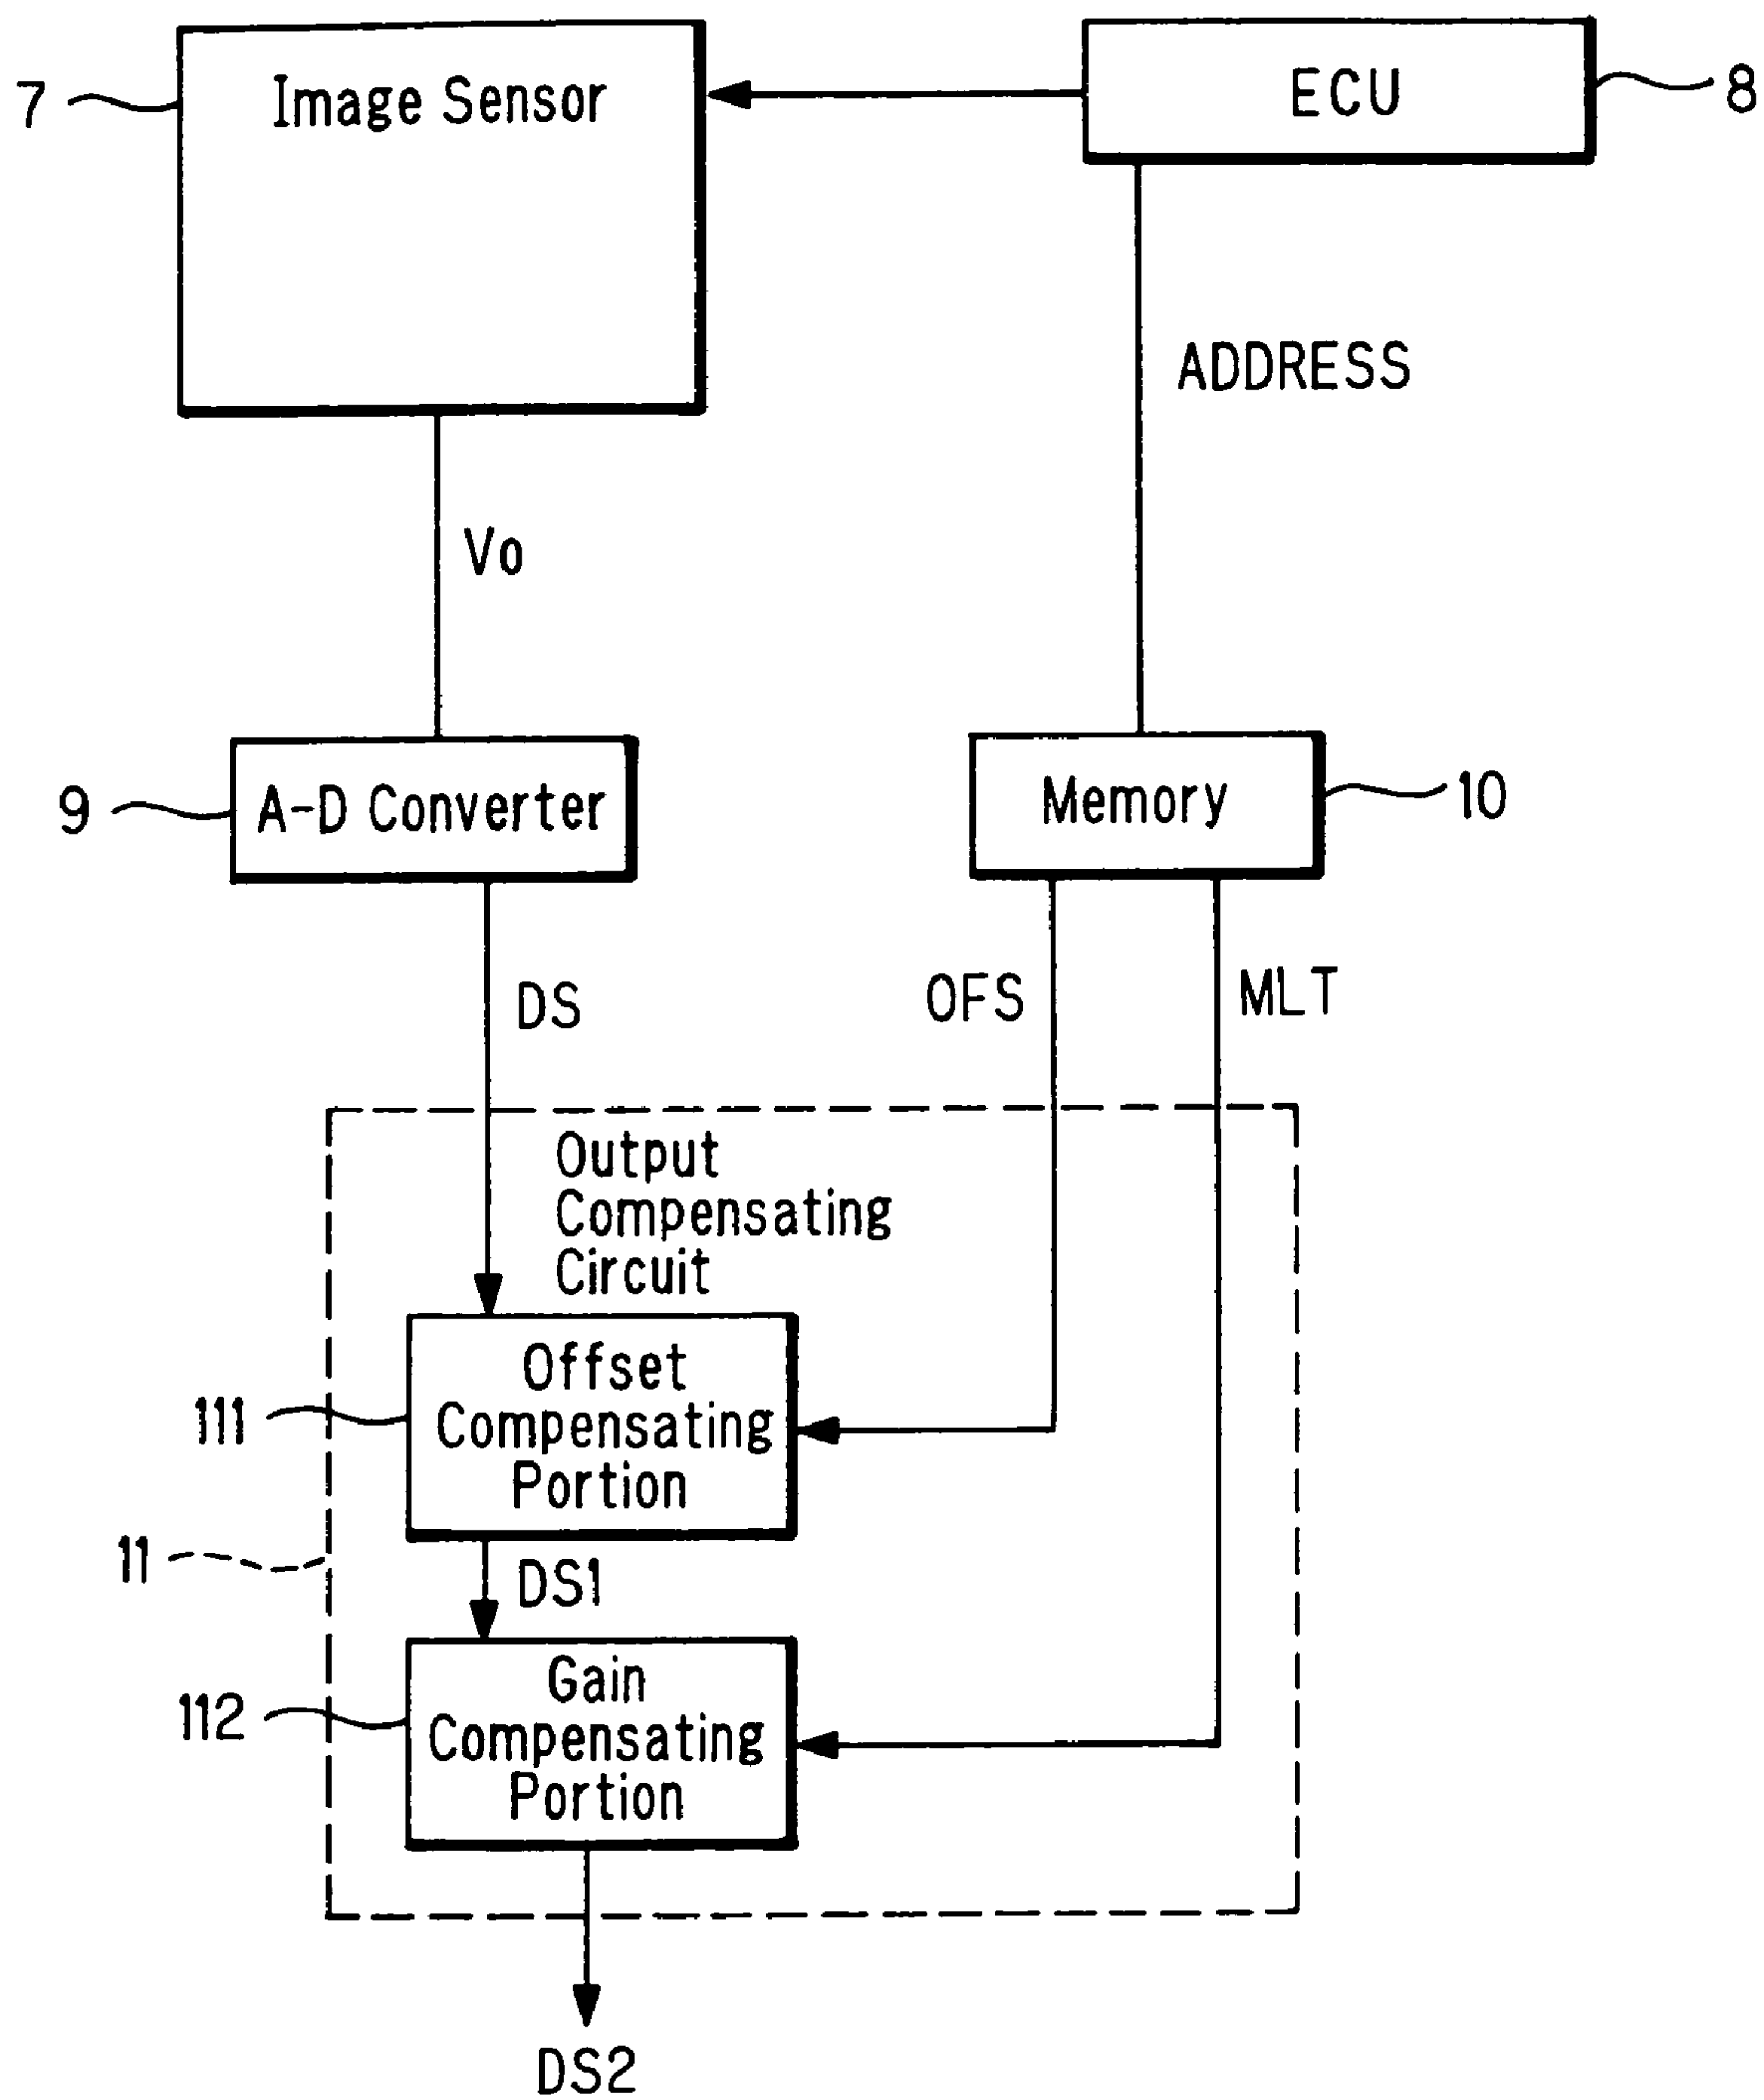 7
Image Sensor
ECU
8
ADDRESS
Vo
9
A-D Converter
Memory
10
DS
OFS
MLT
Output
Compensating
Circuit
111
Offset
Compensating
Portion
11
DS1
112
Gain
Compensating
Portion
DS2